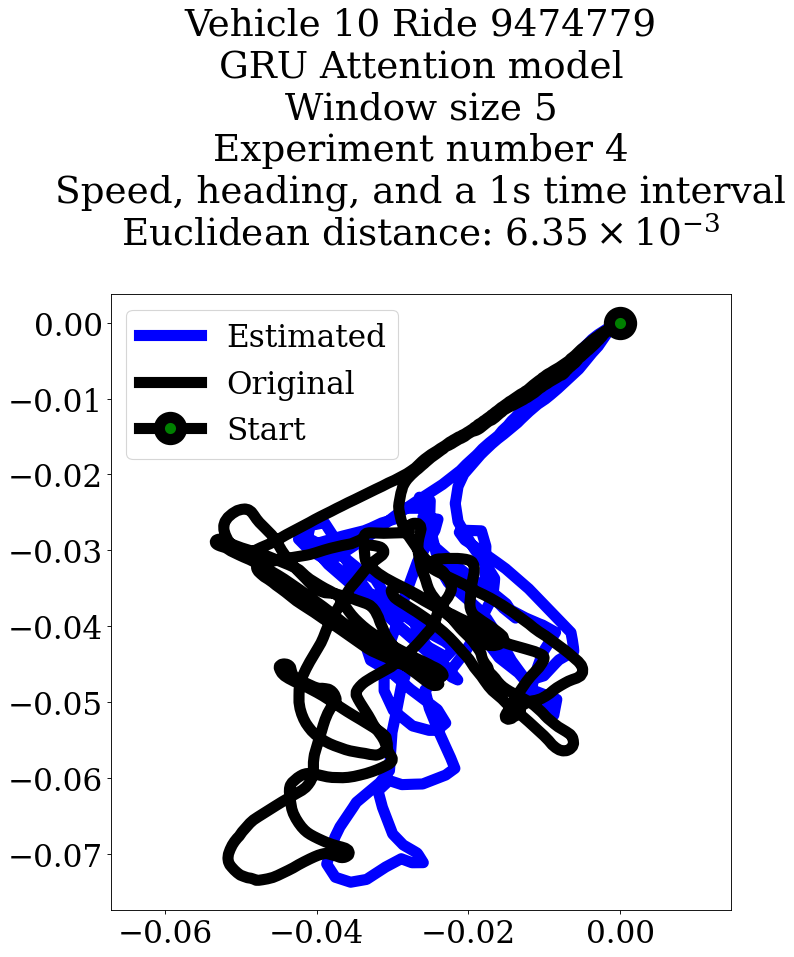 Vehicle 10 Ride 9474779
GRU Attention model
Window size 5
Experiment number 4
Speed, heading, and a 1s time interval
Euclidean distance: 6.35 × 10⁻³
Estimated
Original
Start
0.00
−0.01
−0.02
−0.03
−0.04
−0.05
−0.06
−0.07
−0.06 −0.04 −0.02 0.00